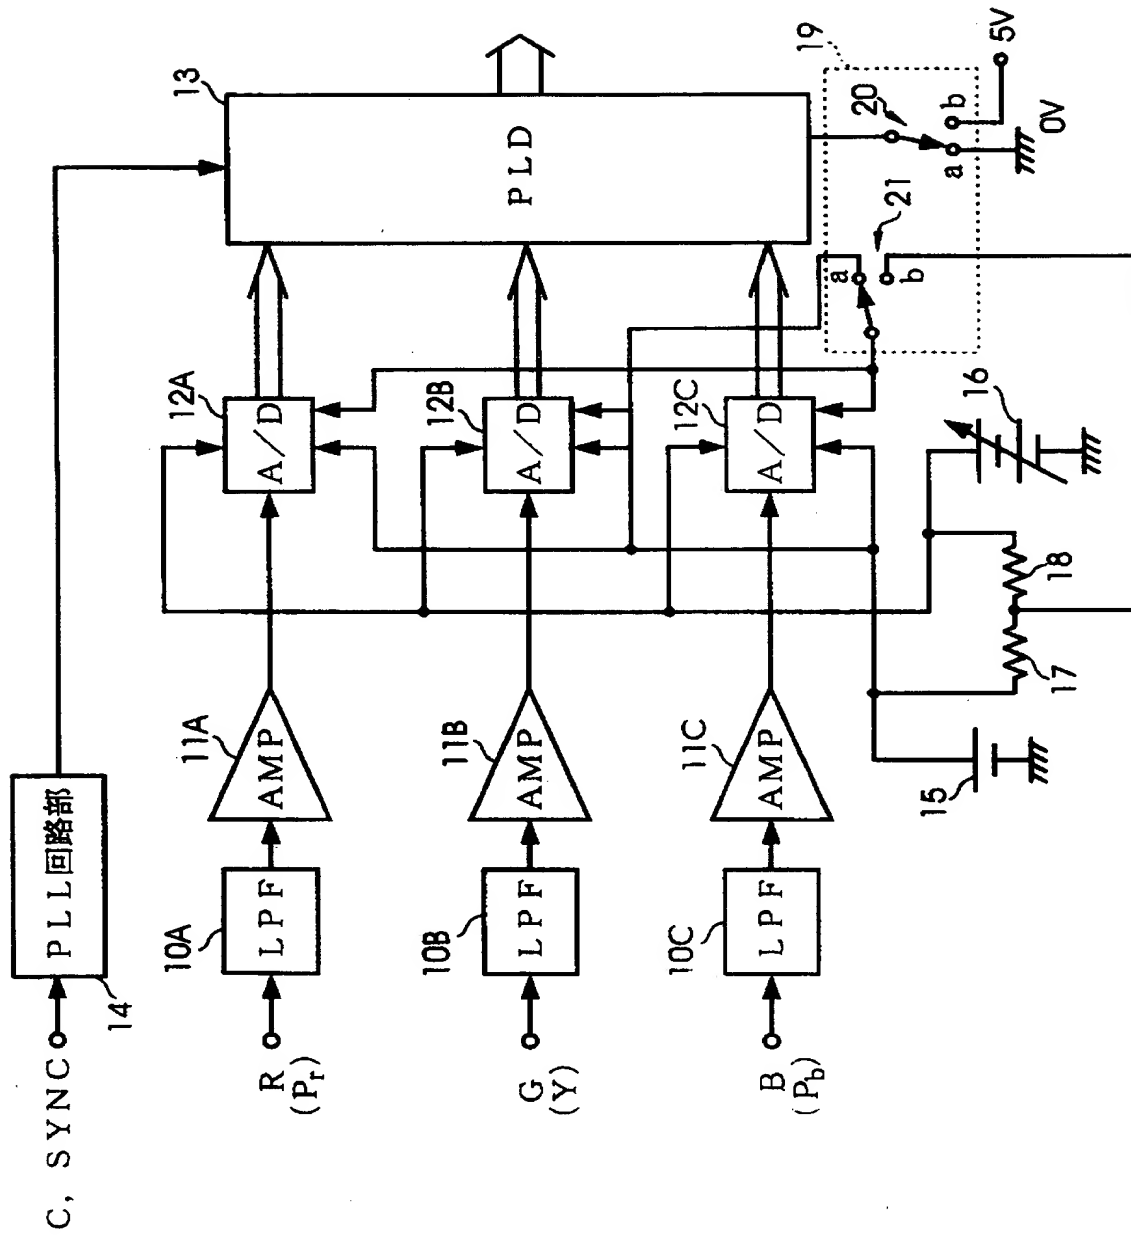 C, SYNC
PLL回路部
14
R
(Pr)
10A
LPF
11A
AMP
12A
A/D
13
PLD
G
(Y)
10B
LPF
11B
AMP
12B
A/D
B
(Pb)
10C
LPF
11C
AMP
12C
A/D
19
20
a
b
5V
0V
21
a
b
15
16
17
18